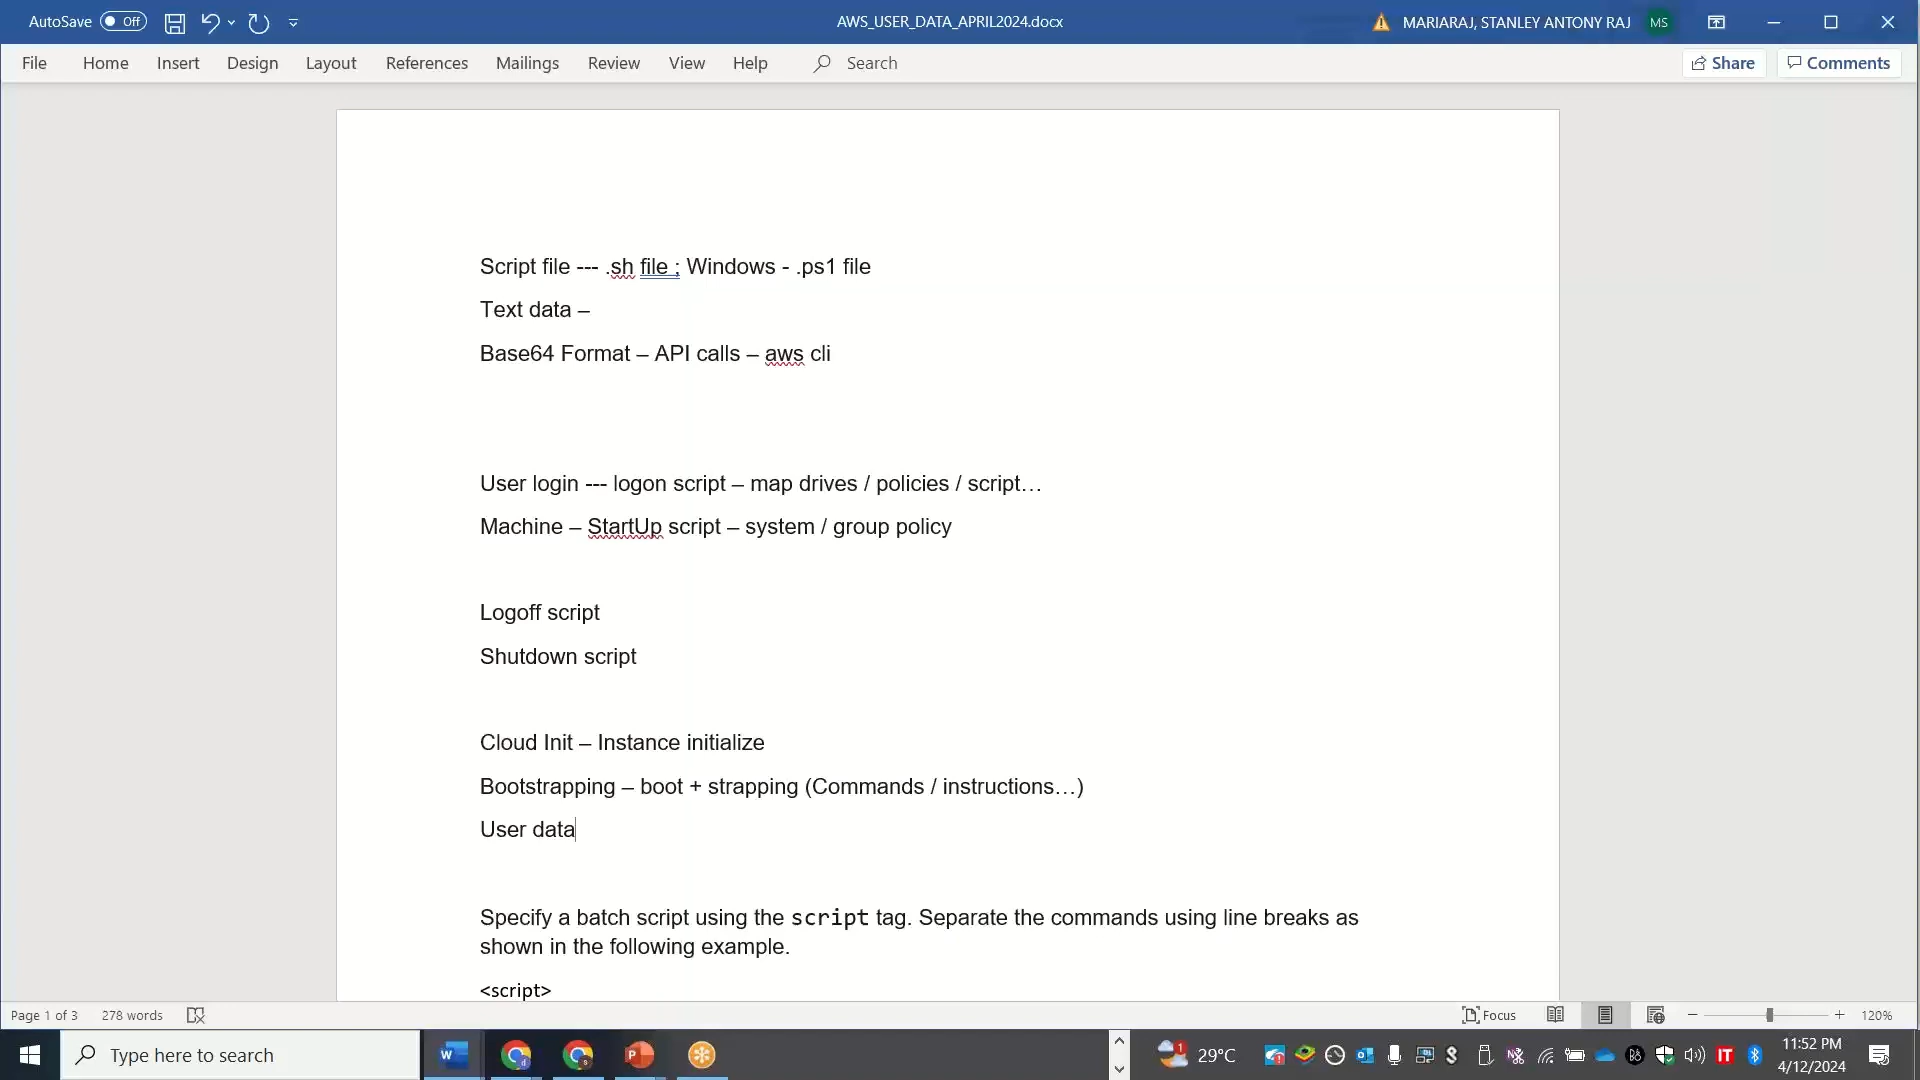 AutoSave Off AWS_USER_DATA_APRIL2024.docx MARIARAJ, STANLEY ANTONY RAJ MS
File Home Insert Design Layout References Mailings Review View Help Search Share Comments
Script file --- .sh file ; Windows - .ps1 file
Text data –
Base64 Format – API calls – aws cli
User login --- logon script – map drives / policies / script…
Machine – StartUp script – system / group policy
Logoff script
Shutdown script
Cloud Init – Instance initialize
Bootstrapping – boot + strapping (Commands / instructions…)
User data
Specify a batch script using the script tag. Separate the commands using line breaks as
shown in the following example.
<script>
Page 1 of 3 278 words Focus 120%
Type here to search 29°C 11:52 PM
4/12/2024